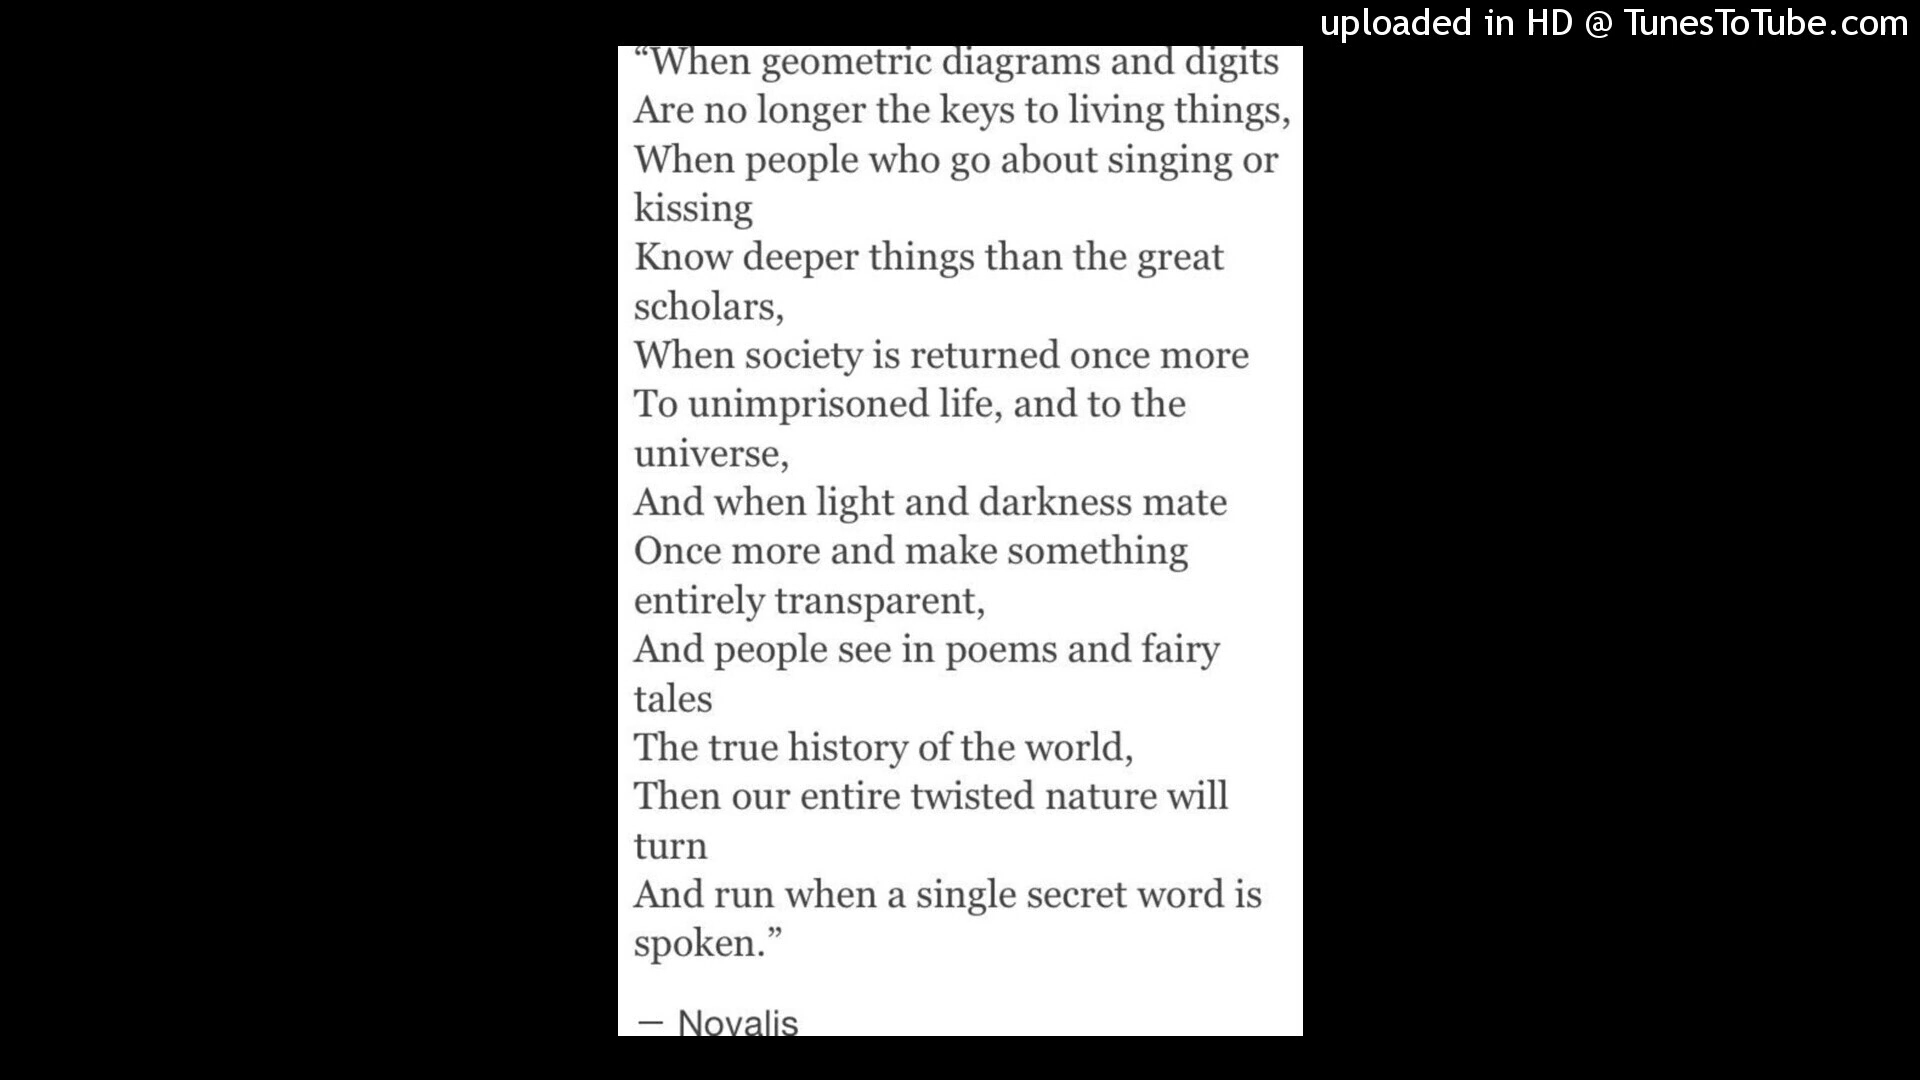 uploaded in HD @ TunesToTube.com
“When geometric diagrams and digits
Are no longer the keys to living things,
When people who go about singing or
kissing
Know deeper things than the great
scholars,
When society is returned once more
To unimprisoned life, and to the
universe,
And when light and darkness mate
Once more and make something
entirely transparent,
And people see in poems and fairy
tales
The true history of the world,
Then our entire twisted nature will
turn
And run when a single secret word is
spoken.”
— Novalis